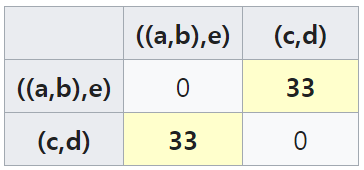 ((a,b),e) (c,d)
((a,b),e) 0 33
(c,d) 33 0